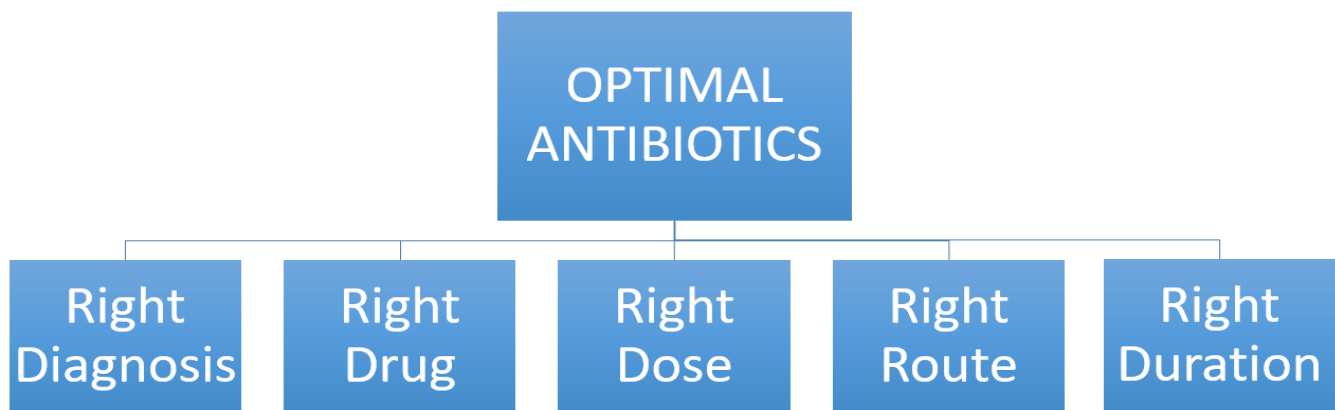 OPTIMAL
ANTIBIOTICS
Right
Diagnosis
Right
Drug
Right
Dose
Right
Route
Right
Duration